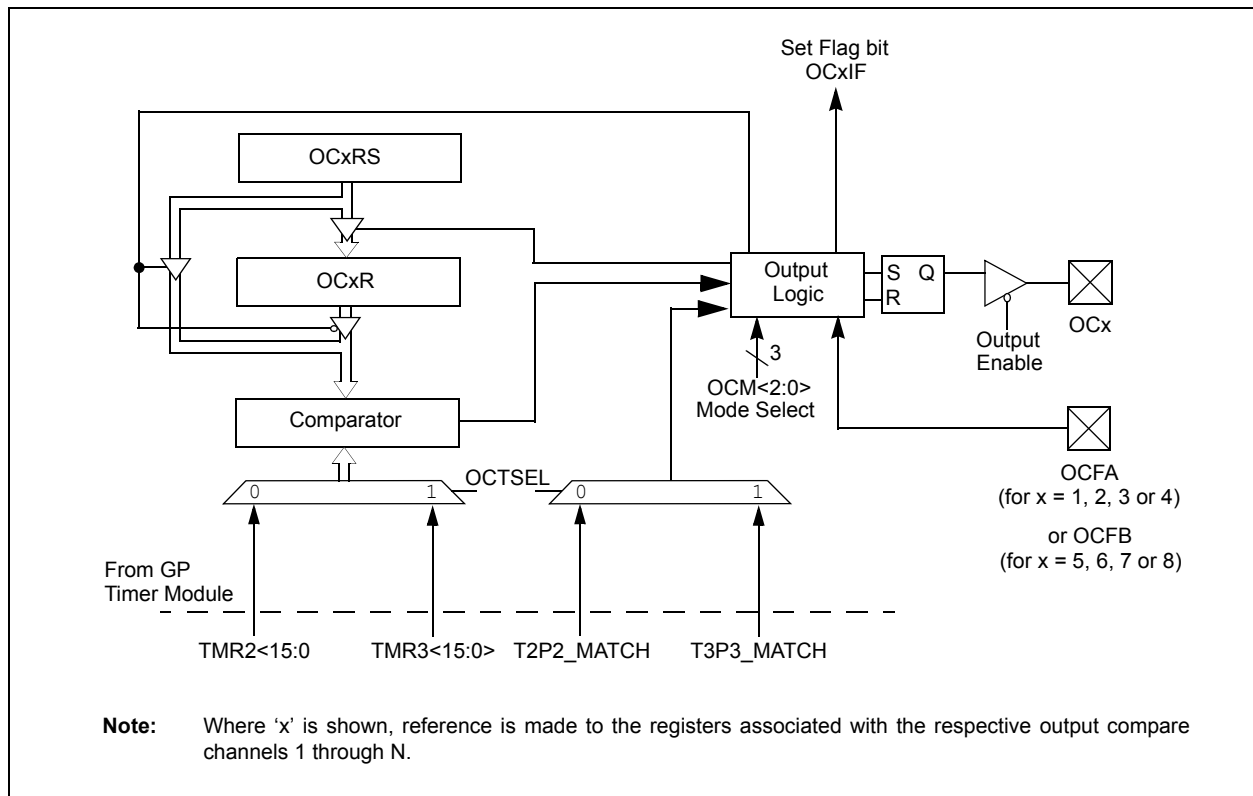 Set Flag bit
OCxIF
OCxRS
OCxR
Output
Logic
S Q
R
OCx
Output
Enable
3
OCM<2:0>
Mode Select
Comparator
OCTSEL
0 1
0 1
OCFA
(for x = 1, 2, 3 or 4)
or OCFB
(for x = 5, 6, 7 or 8)
From GP
Timer Module
TMR2<15:0 TMR3<15:0> T2P2_MATCH T3P3_MATCH
Note: Where ‘x’ is shown, reference is made to the registers associated with the respective output compare
channels 1 through N.